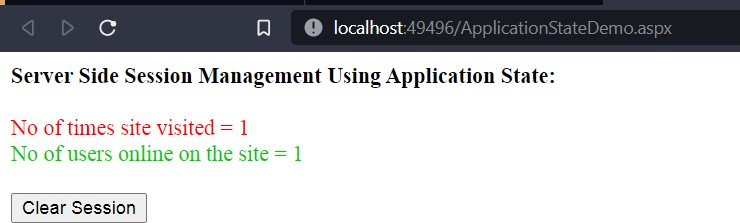 localhost:49496/ApplicationStateDemo.aspx
Server Side Session Management Using Application State:
No of times site visited = 1
No of users online on the site = 1
Clear Session